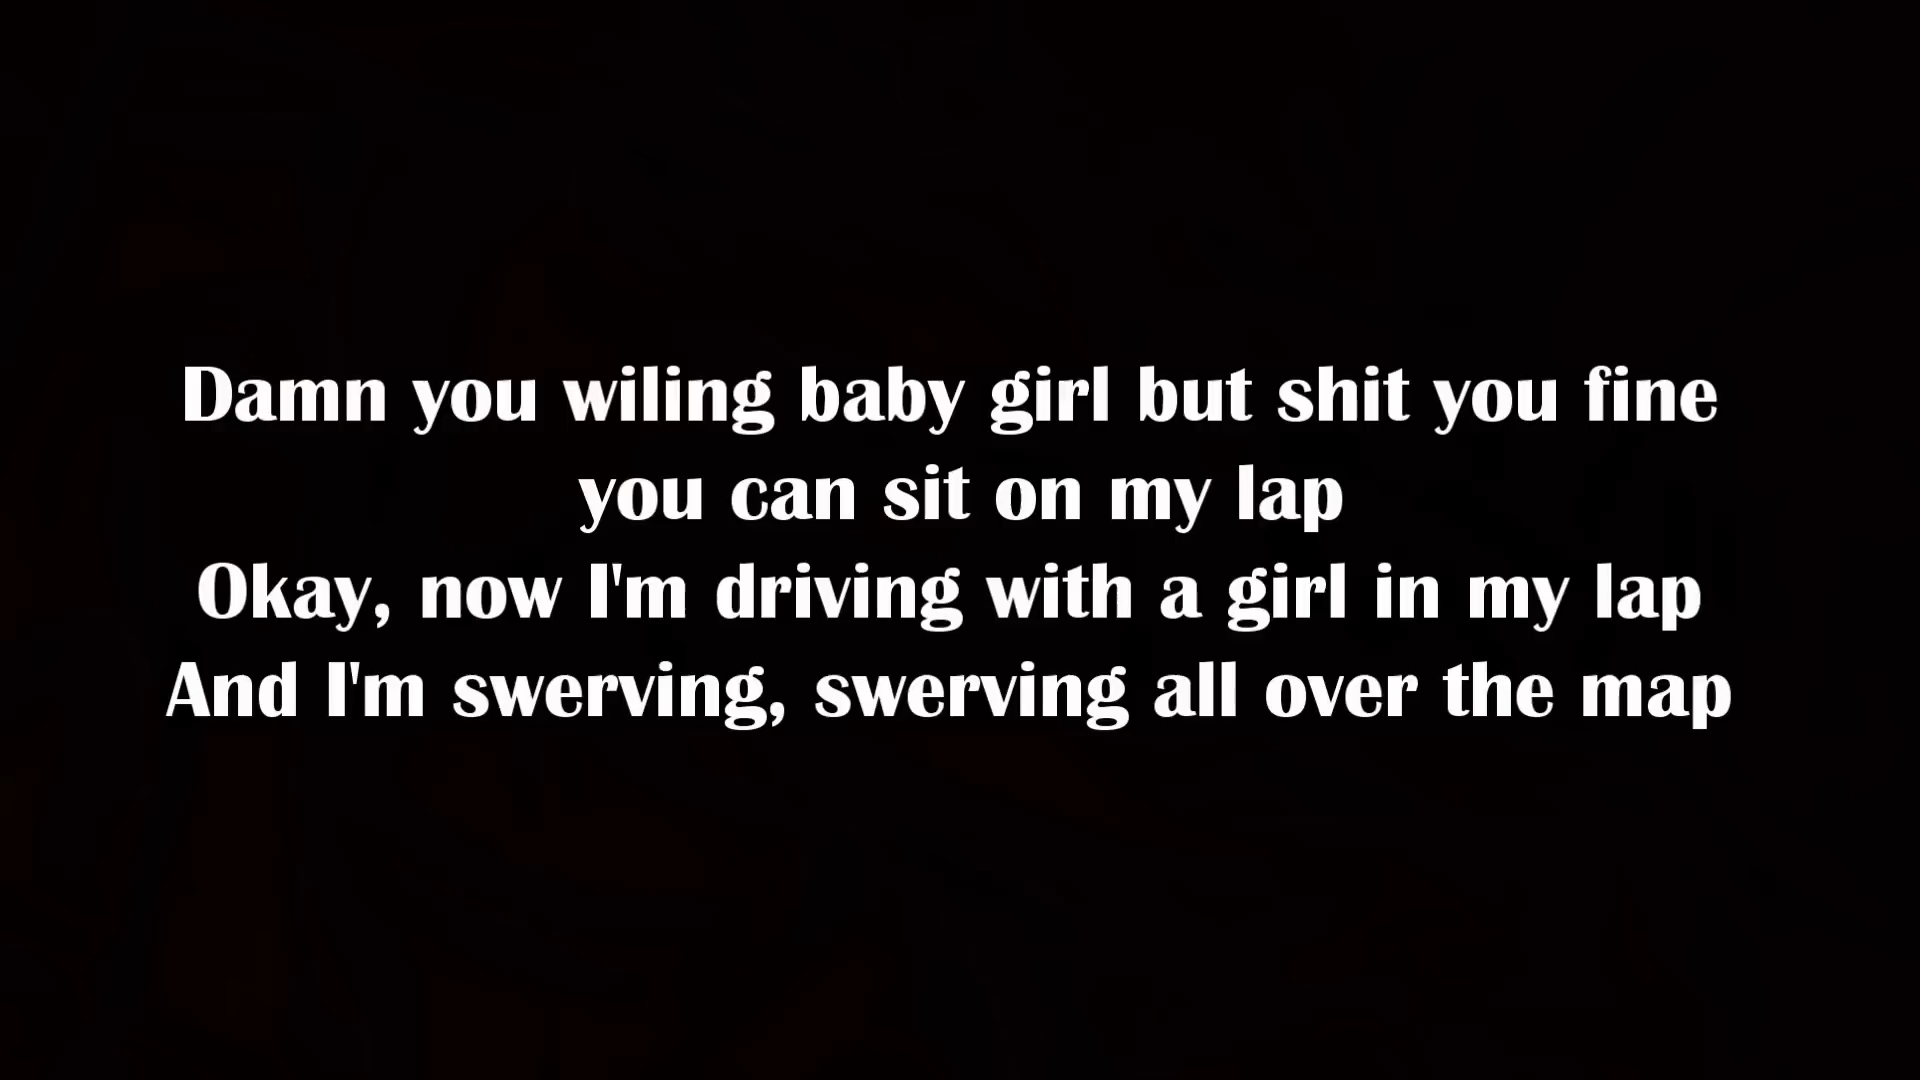 Damn you wiling baby girl but shit you fine
you can sit on my lap
Okay, now I'm driving with a girl in my lap
And I'm swerving, swerving all over the map